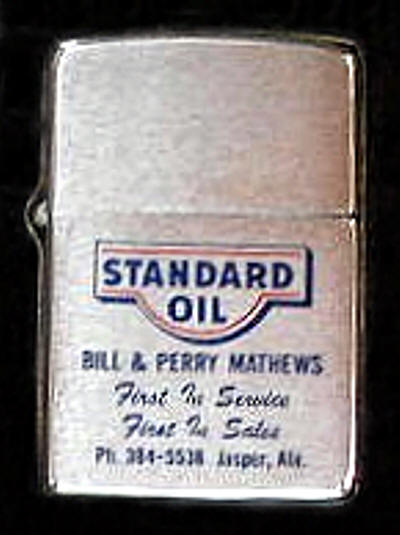 STANDARD
OIL
BILL & PERRY MATHEWS
First In Service
First In Sales
Ph. 384-5538 Jasper, Ala.